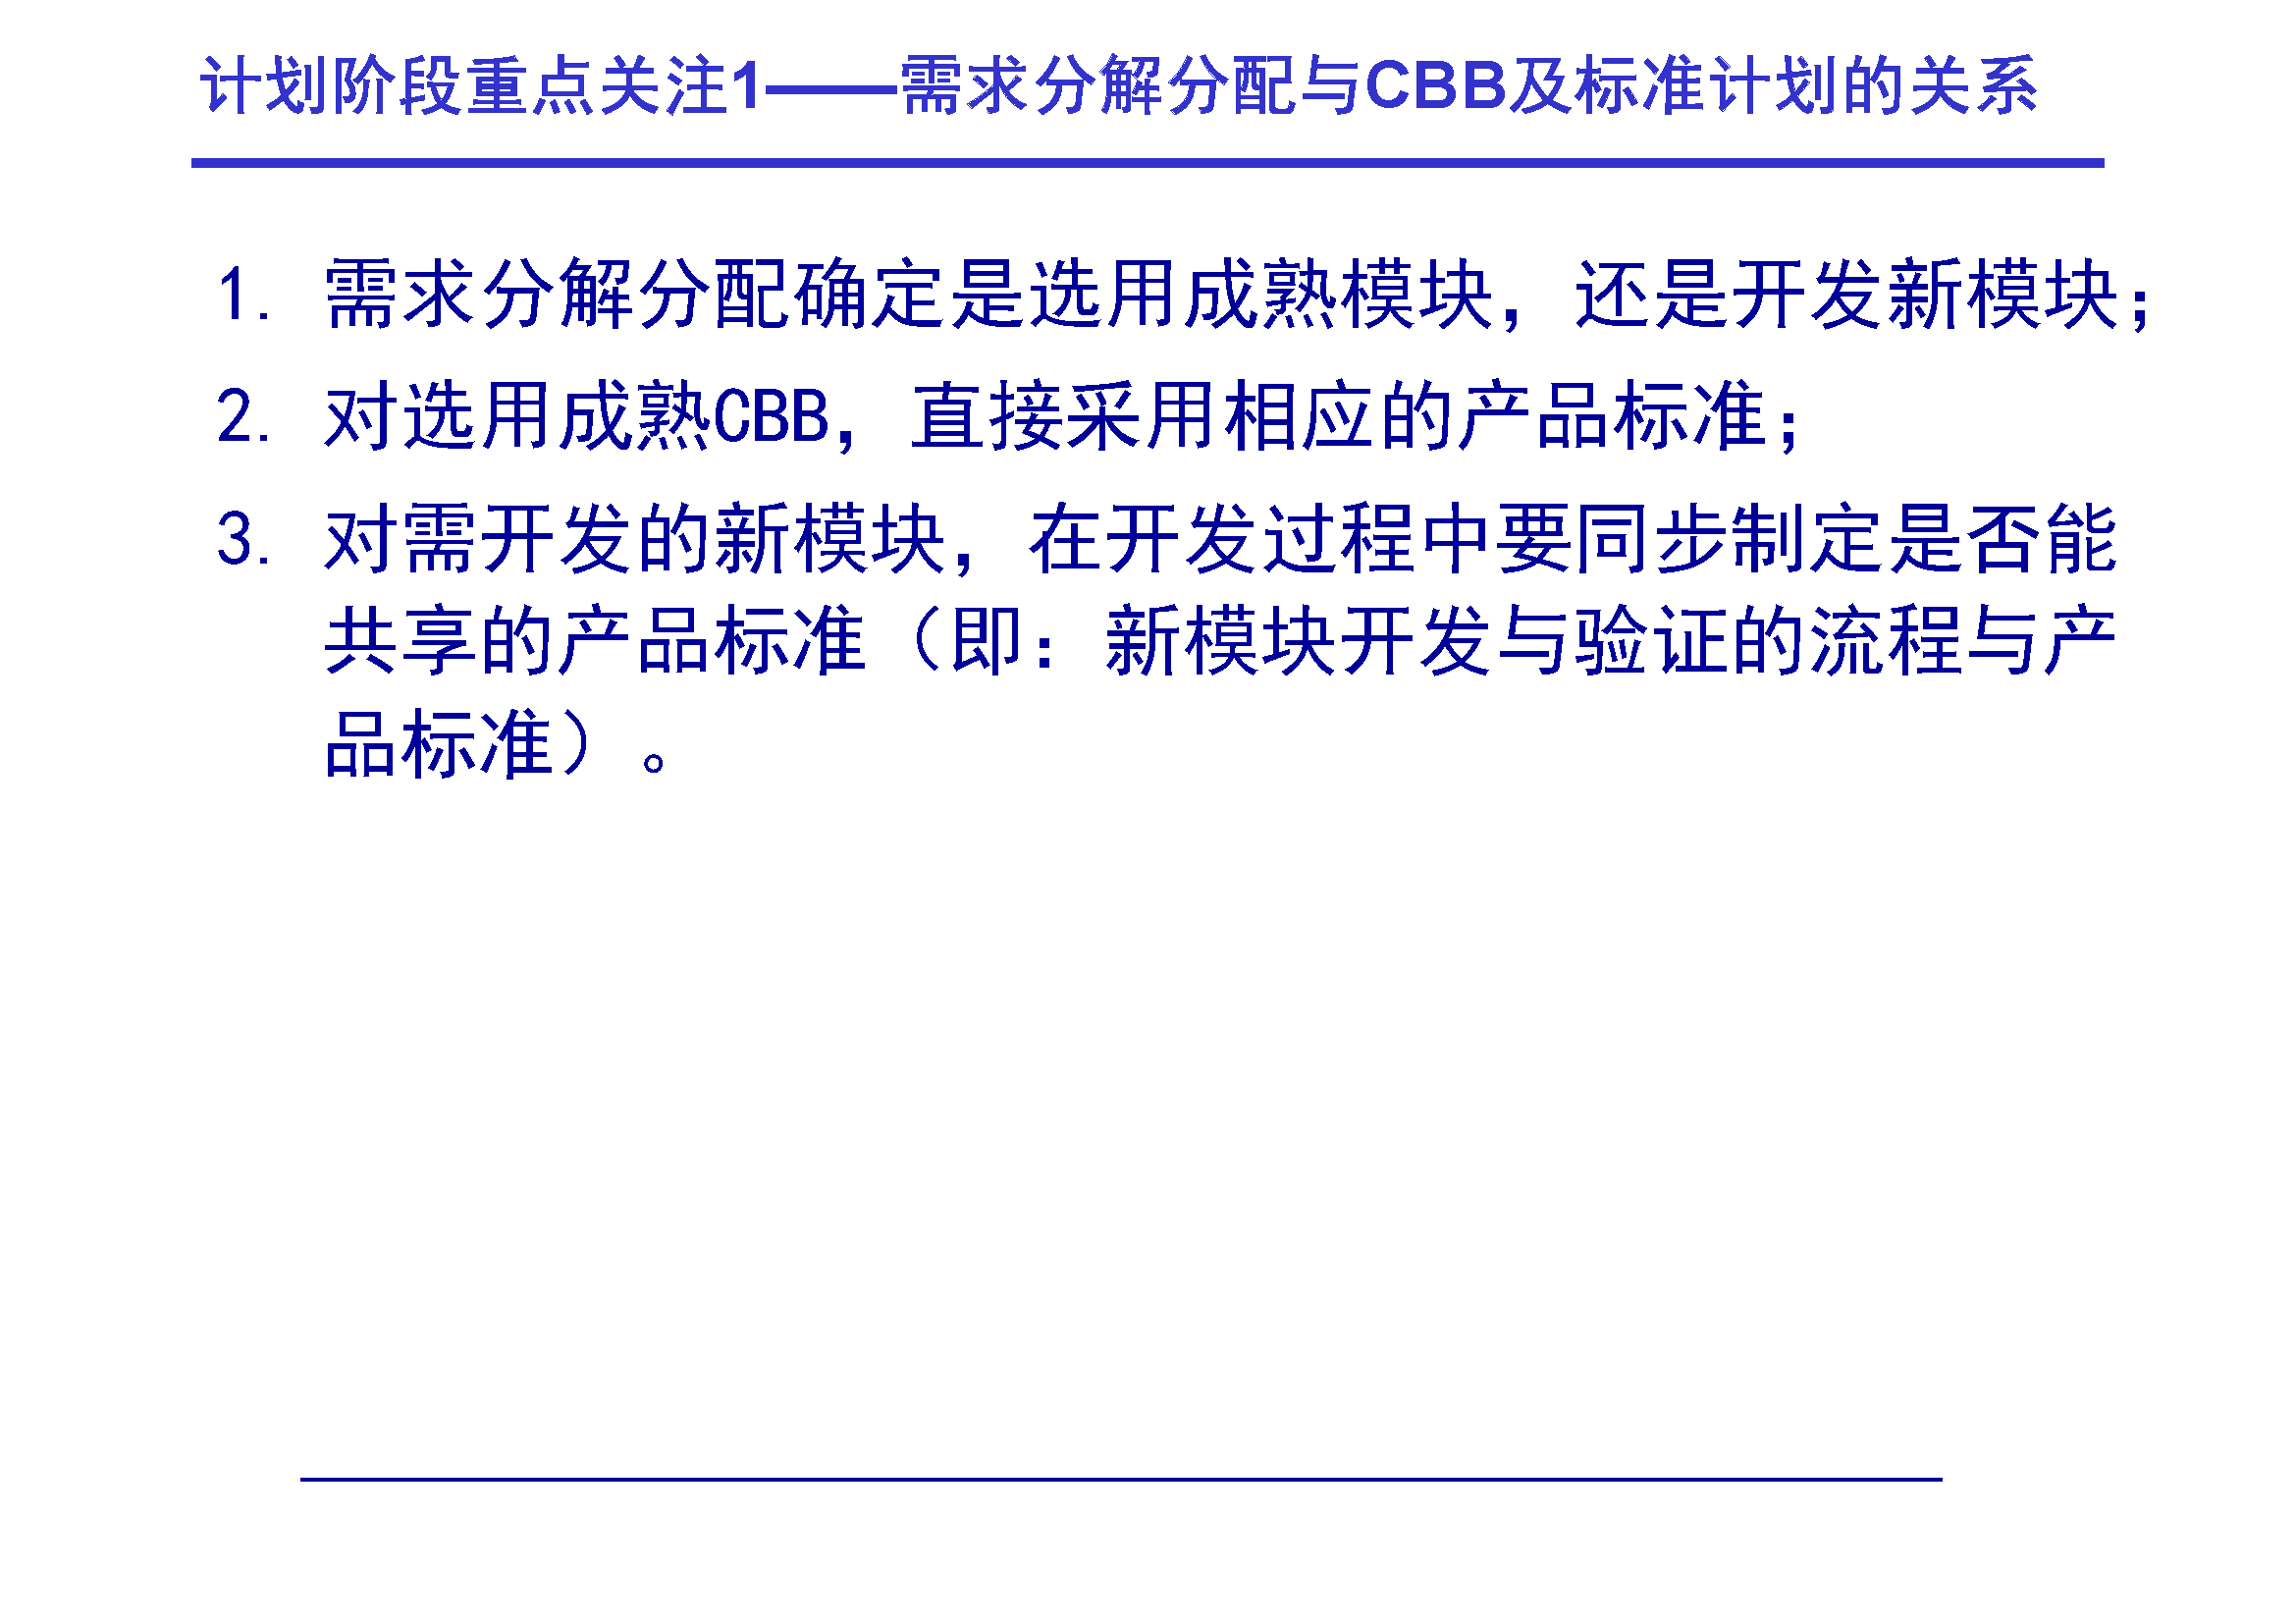 计划阶段重点关注1——需求分解分配与CBB及标准计划的关系
1. 需求分解分配确定是选用成熟模块，还是开发新模块；
2. 对选用成熟CBB，直接采用相应的产品标准；
3. 对需开发的新模块，在开发过程中要同步制定是否能
共享的产品标准（即：新模块开发与验证的流程与产
品标准）。